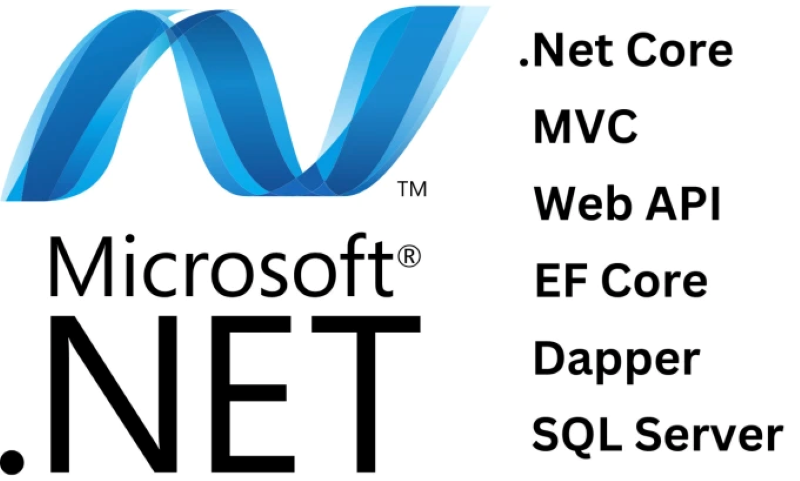 TM
Microsoft®
.NET
.Net Core
MVC
Web API
EF Core
Dapper
SQL Server